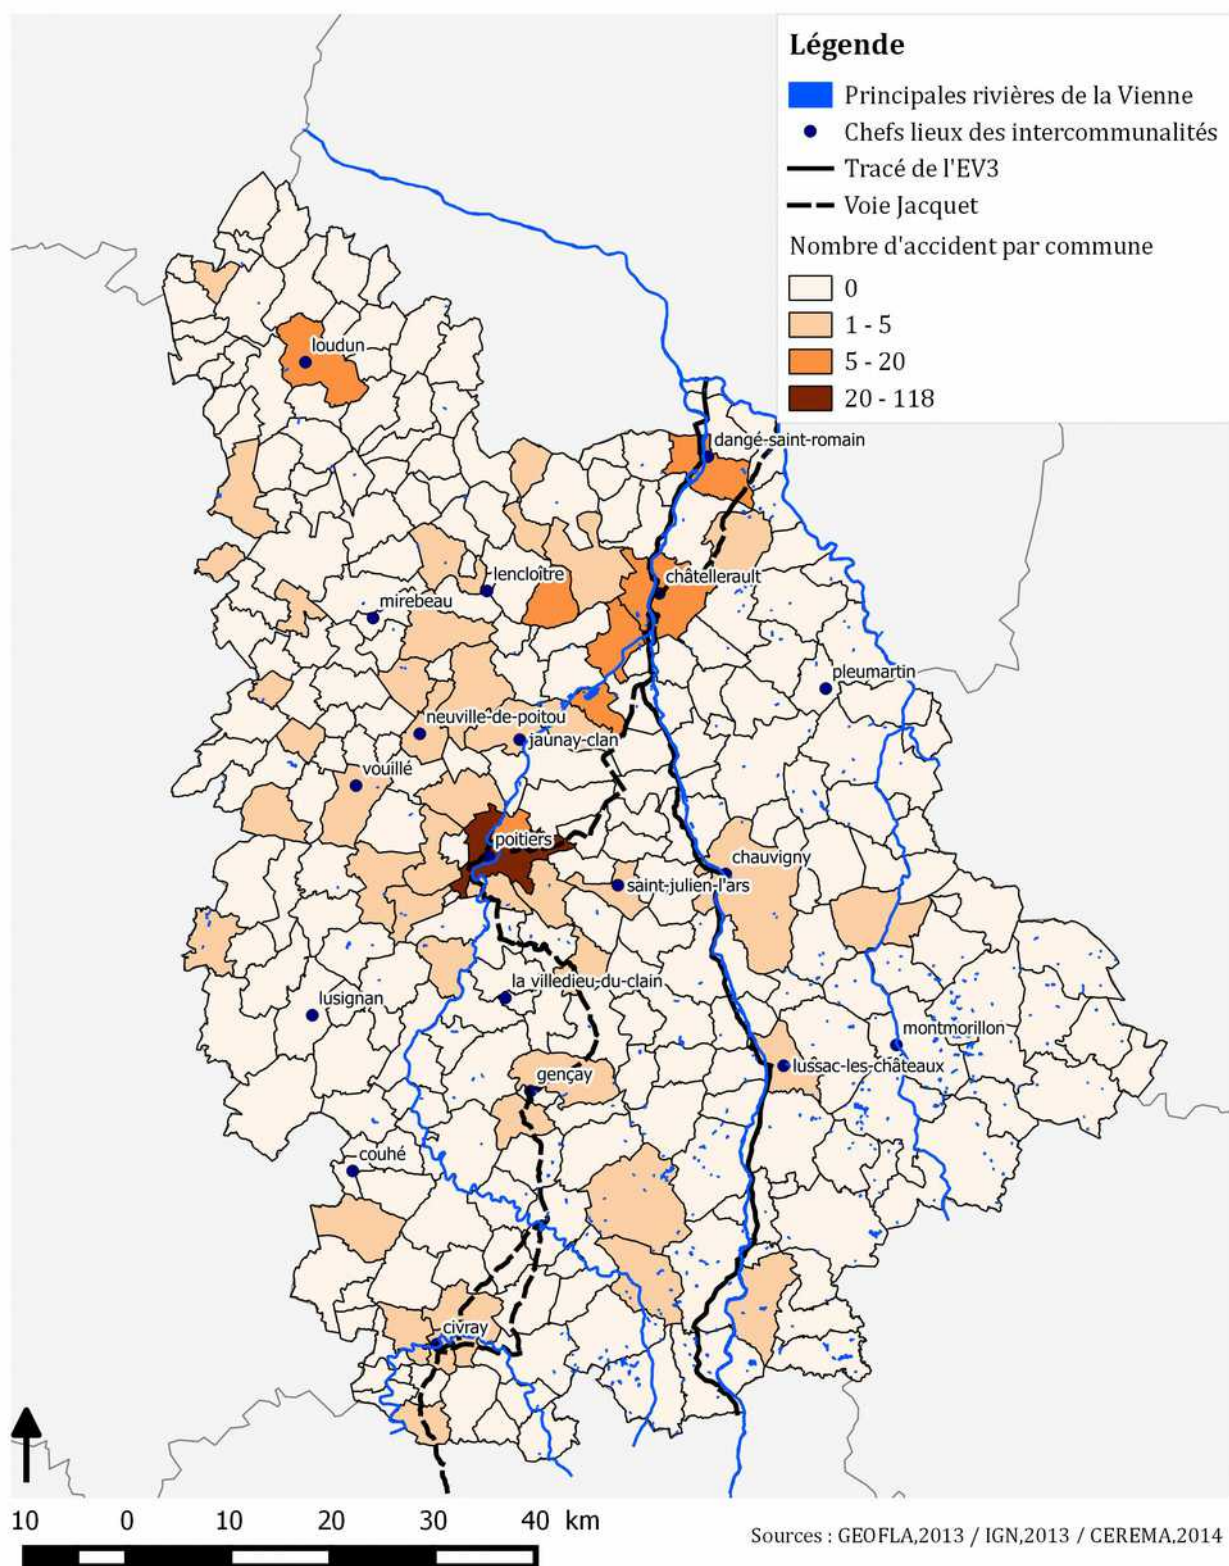 Légende
Principales rivières de la Vienne
Chefs lieux des intercommunalités
Tracé de l'EV3
Voie Jacquet
Nombre d'accident par commune
0
1 - 5
5 - 20
20 - 118
loudun
dangé-saint-romain
châtellerault
lencloître
mirebeau
pleumartin
neuville-de-poitou
jaunay-clan
vouillé
poitiers
chauvigny
saint-julien-l'ars
la villedieu-du-clain
lusignan
montmorillon
lussac-les-châteaux
gençay
couhé
civray
10 0 10 20 30 40 km
Sources : GEOFLA,2013 / IGN,2013 / CEREMA,2014